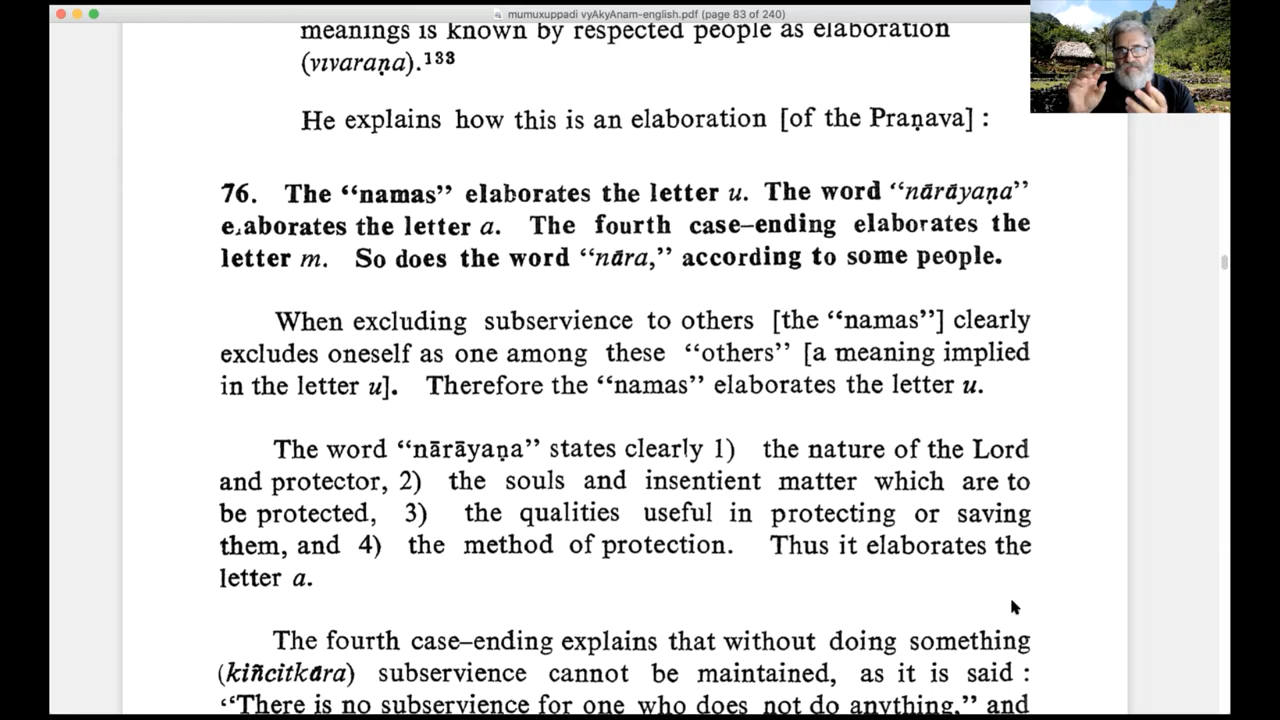 mumuxuppadi vyAkyAnam-english.pdf (page 83 of 240)
meanings is known by respected people as elaboration
(vivaraṇa).¹³³
He explains how this is an elaboration [of the Praṇava] :
76. The “namas” elaborates the letter u. The word “nārāyaṇa”
e.aborates the letter a. The fourth case–ending elaborates the
letter m. So does the word “nāra,” according to some people.
When excluding subservience to others [the “namas”] clearly
excludes oneself as one among these “others” [a meaning implied
in the letter u]. Therefore the “namas” elaborates the letter u.
The word “nārāyaṇa” states clearly 1) the nature of the Lord
and protector, 2) the souls and insentient matter which are to
be protected, 3) the qualities useful in protecting or saving
them, and 4) the method of protection. Thus it elaborates the
letter a.
The fourth case–ending explains that without doing something
(kiñcitkāra) subservience cannot be maintained, as it is said :
“There is no subservience for one who does not do anything,” and